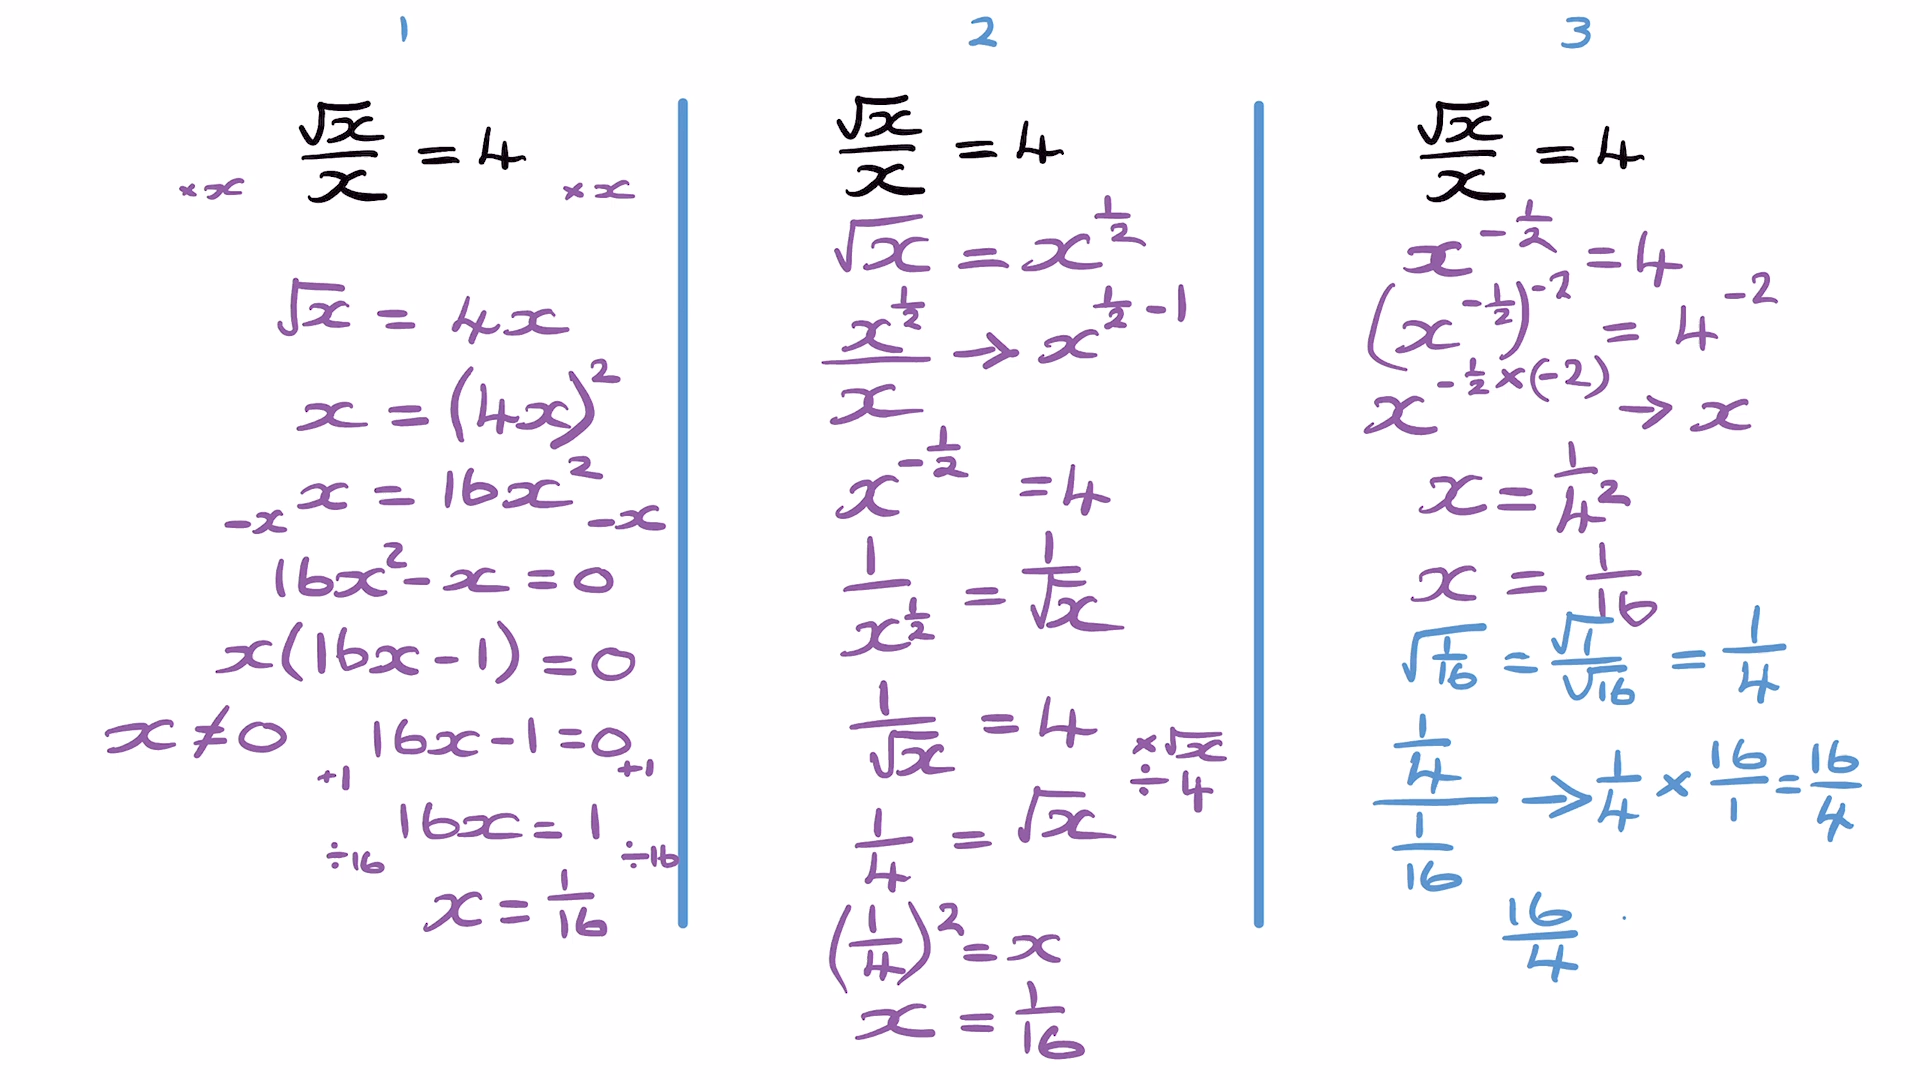 1
√x/x = 4
×x ×x
√x = 4x
x = (4x)²
x = 16x²
-x -x
16x² - x = 0
x(16x - 1) = 0
x ≠ 0 16x - 1 = 0
+1 +1
16x = 1
÷16 ÷16
x = 1/16
2
√x/x = 4
√x = x^(1/2)
x^(1/2)/x → x^(1/2 - 1)
x^(-1/2) = 4
1/x^(1/2) = 1/√x
1/√x = 4 ×√x
÷4
1/4 = √x
(1/4)² = x
x = 1/16
3
√x/x = 4
x^(-1/2) = 4
(x^(-1/2))^(-2) = 4^(-2)
x^(-1/2 × (-2)) → x
x = 1/4²
x = 1/16
√(1/16) = √1/√16 = 1/4
(1/4)/(1/16) → 1/4 × 16/1 = 16/4
16/4